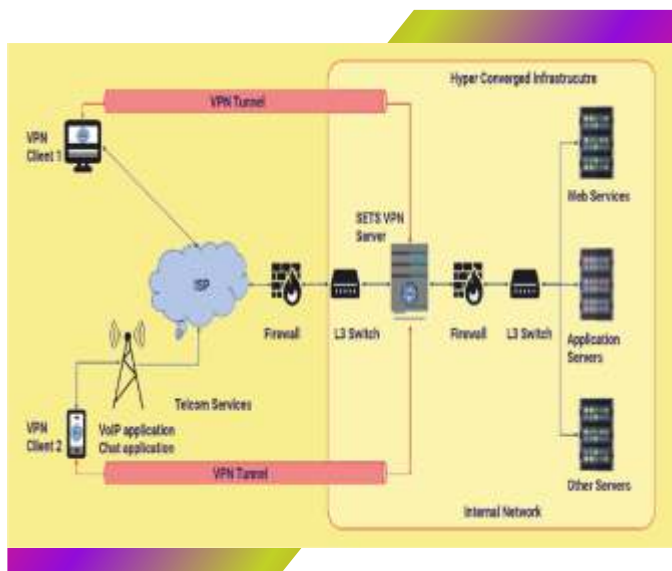 Hyper Converged Infrastrucutre
VPN Tunnel
VPN
Client 1
Web Services
SETS VPN
Server
ISP
Firewall
L3 Switch
Firewall
L3 Switch
Application
Servers
Telcom Services
VPN
Client 2
VoIP application
Chat application
VPN Tunnel
Other Servers
Internal Network